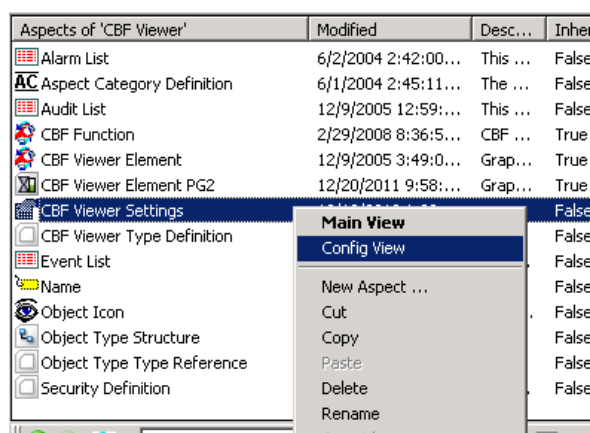 Aspects of 'CBF Viewer' Modified Desc... Inher
Alarm List 6/2/2004 2:42:00... This ... False
AC Aspect Category Definition 6/1/2004 2:45:11... The ... False
Audit List 12/9/2005 12:59:... This ... False
CBF Function 2/29/2008 8:36:5... CBF ... True
CBF Viewer Element 12/9/2005 3:49:0... Grap... True
CBF Viewer Element PG2 12/20/2011 9:58:... Grap... True
CBF Viewer Settings False
Main View
CBF Viewer Type Definition False
Config View
Event List False
Name False
New Aspect ...
Object Icon False
Cut
Object Type Structure False
Copy
Object Type Type Reference False
Paste
Security Definition False
Delete
Rename